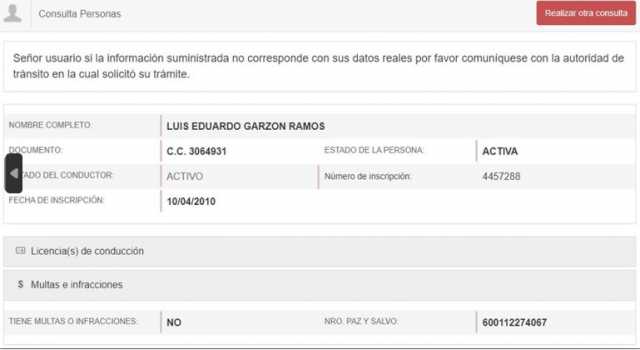 Consulta Personas
Realizar otra consulta
Señor usuario si la información suministrada no corresponde con sus datos reales por favor comuníquese con la autoridad de
tránsito en la cual solicitó su trámite.
NOMBRE COMPLETO: LUIS EDUARDO GARZON RAMOS
DOCUMENTO: C.C. 3064931 ESTADO DE LA PERSONA: ACTIVA
TADO DEL CONDUCTOR: ACTIVO Número de inscripción: 4457288
FECHA DE INSCRIPCIÓN: 10/04/2010
Licencia(s) de conducción
$ Multas e infracciones
TIENE MULTAS O INFRACCIONES: NO NRO. PAZ Y SALVO: 600112274067